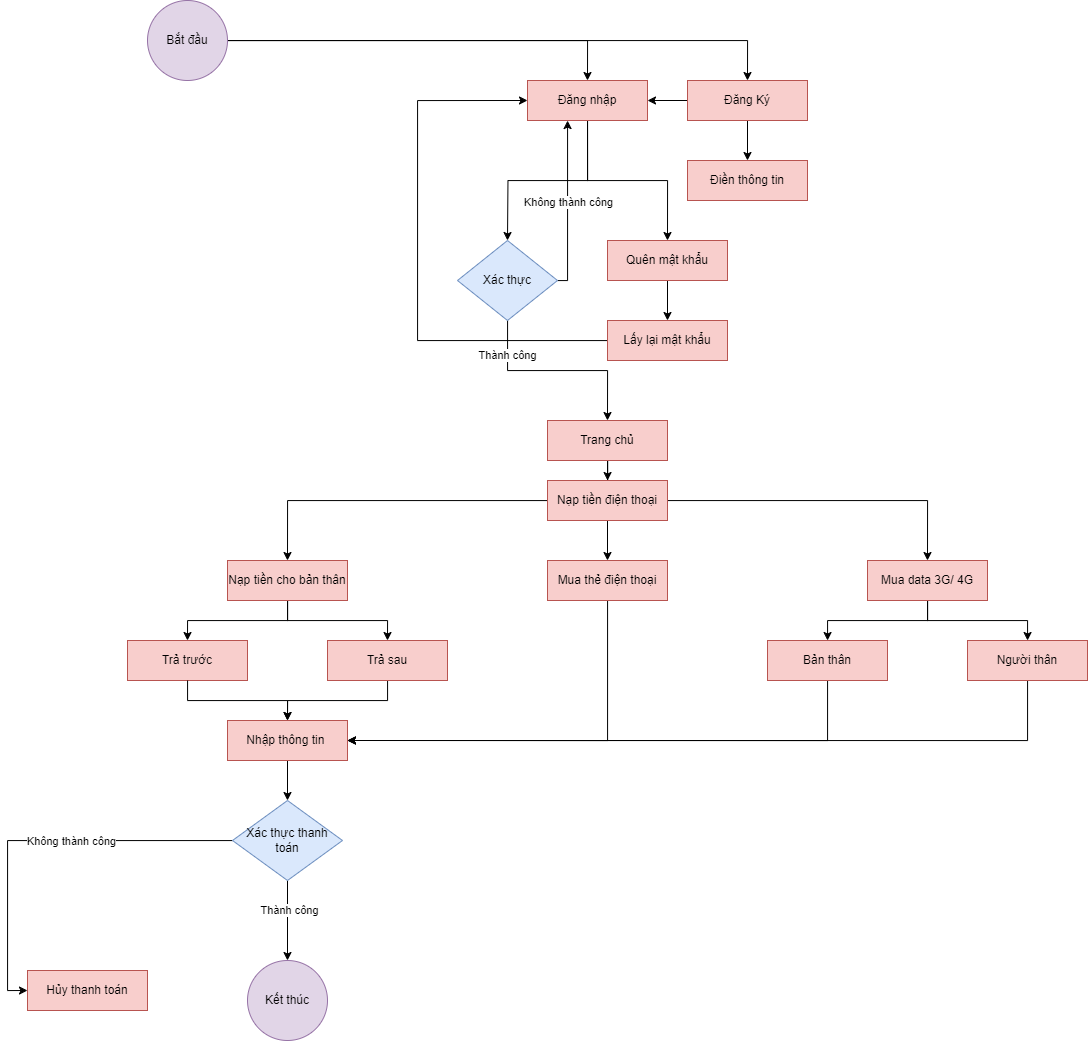 Bắt đầu
Đăng nhập
Đăng Ký
Điền thông tin
Không thành công
Quên mật khẩu
Xác thực
Lấy lại mật khẩu
Thành công
Trang chủ
Nạp tiền điện thoại
Nạp tiền cho bản thân
Mua thẻ điện thoại
Mua data 3G/ 4G
Trả trước
Trả sau
Bản thân
Người thân
Nhập thông tin
Xác thực thanh
toán
Không thành công
Thành công
Hủy thanh toán
Kết thúc